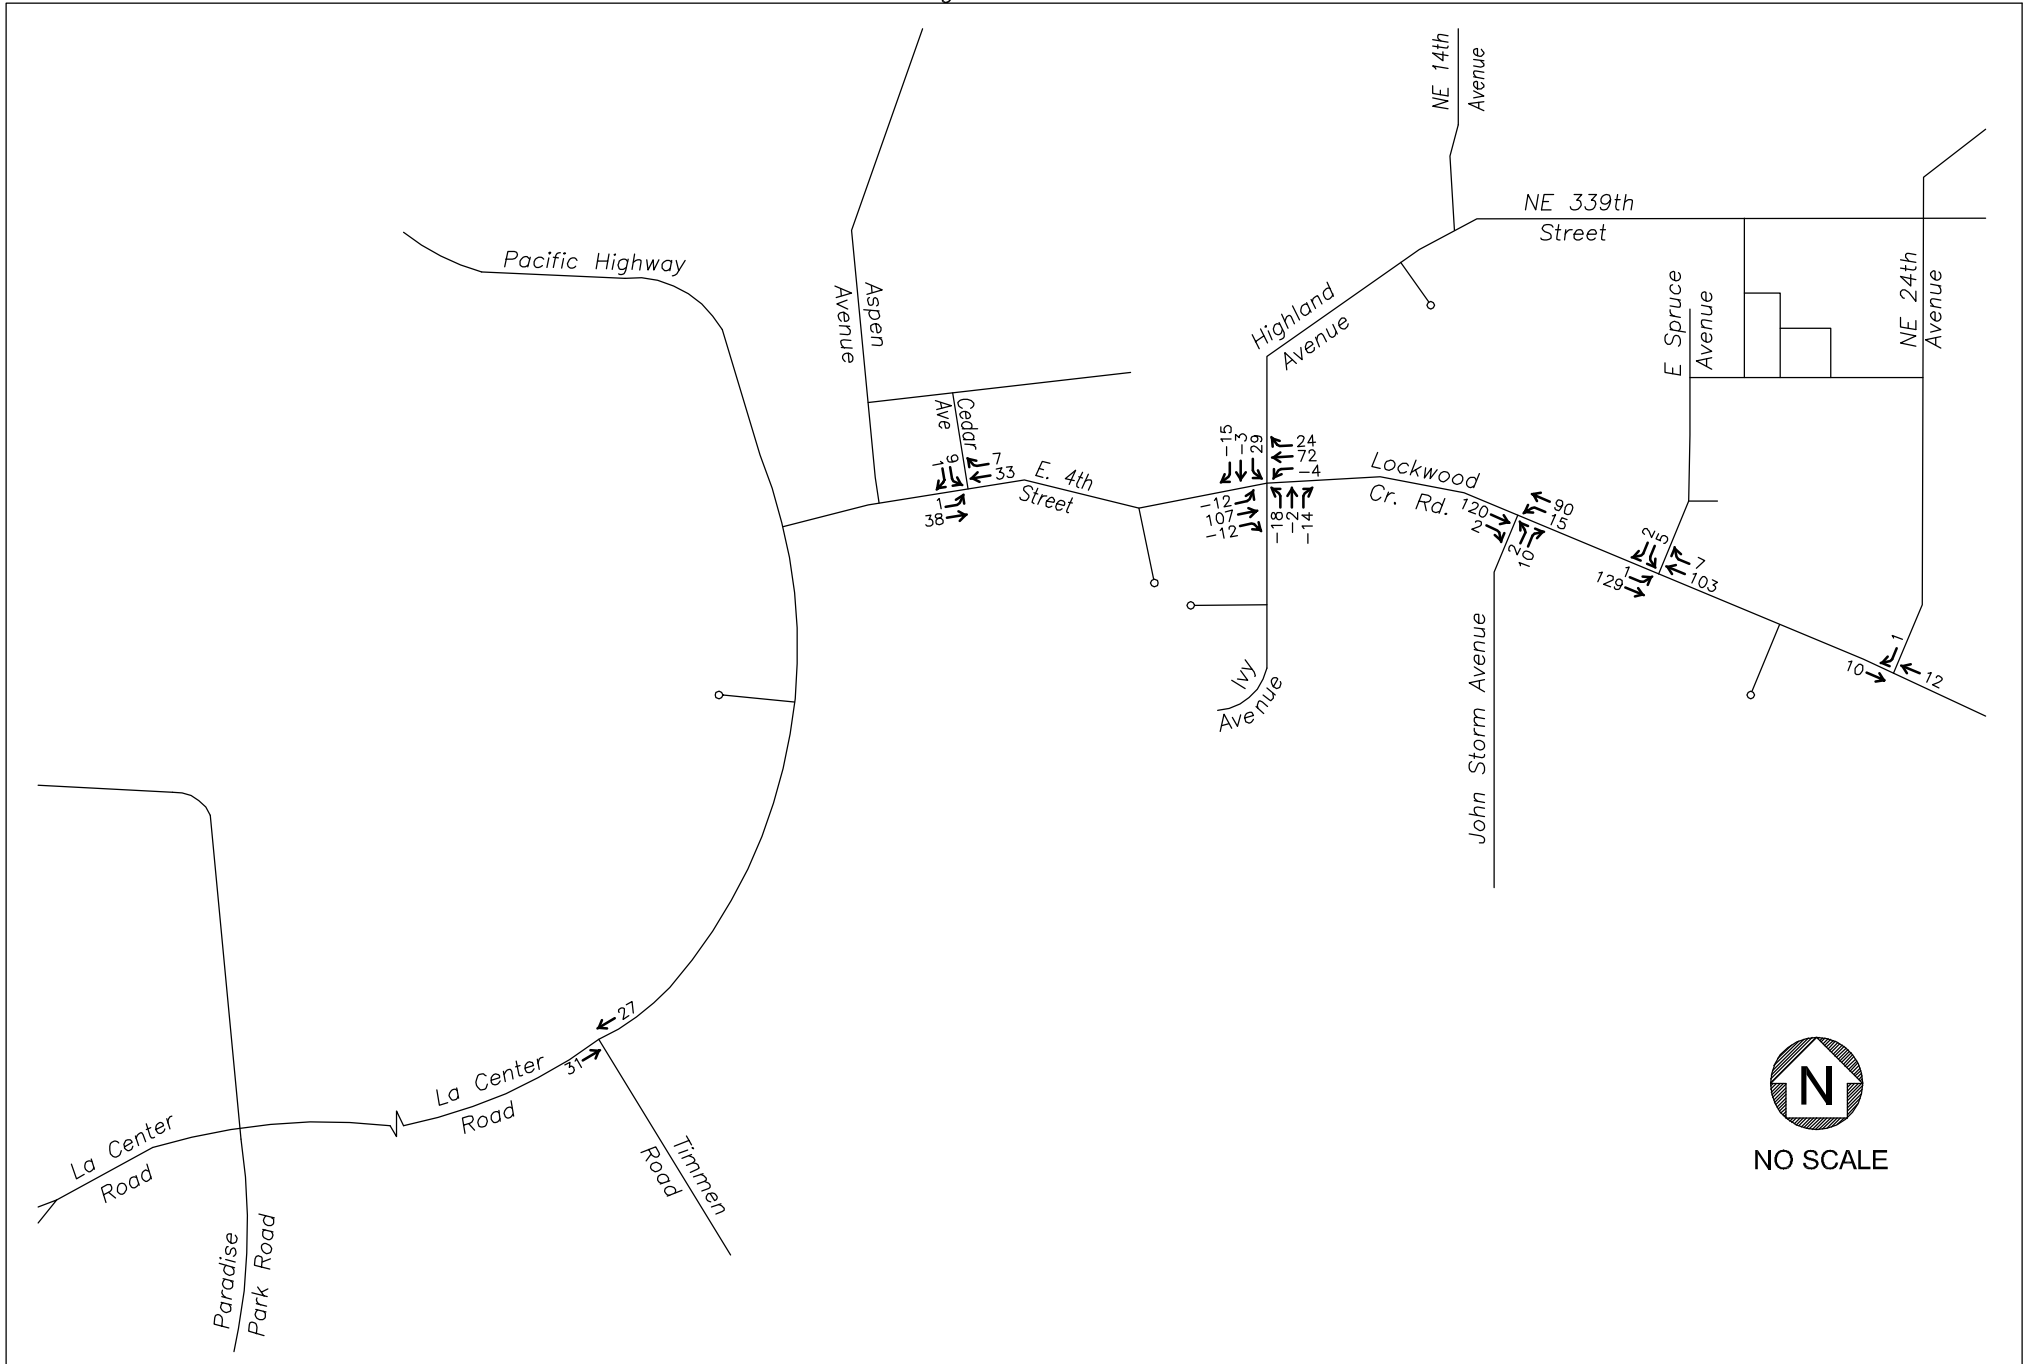 NE 14th
Avenue
NE 339th
Street
Pacific Highway
Aspen
Avenue
Highland
Avenue
E Spruce
Avenue
NE 24th
Avenue
Cedar
Ave
1
9
7
33
1
38
E. 4th
Street
-15
-3
29
24
72
-4
-12
107
-12
-18
-2
-14
Lockwood
Cr. Rd.
120
2
90
15
2
10
2
5
7
103
1
129
1
10
12
Ivy
Avenue
John Storm Avenue
27
31
La Center
Road
La Center
Road
Timmen
Road
Paradise
Park Road
N
NO SCALE